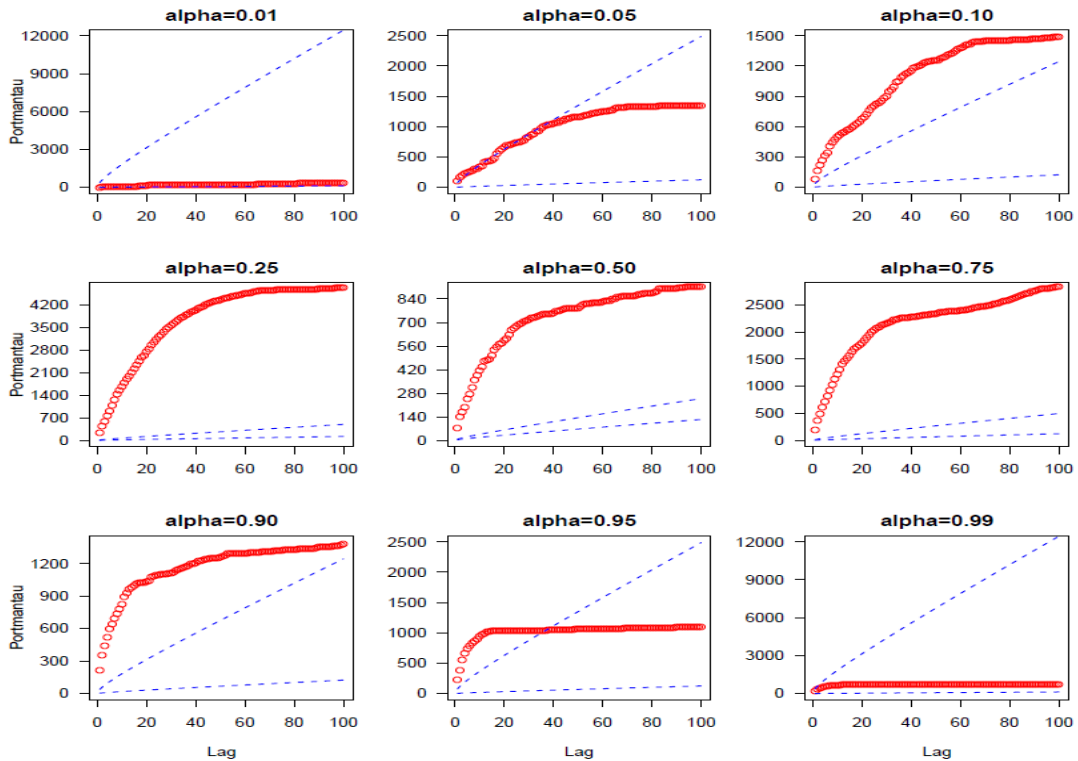 alpha=0.01 alpha=0.05 alpha=0.10
Portmantau
12000
9000
6000
3000
0
0 20 40 60 80 100
2500
2000
1500
1000
500
0
0 20 40 60 80 100
1500
1200
900
600
300
0
0 20 40 60 80 100
alpha=0.25 alpha=0.50 alpha=0.75
Portmantau
4200
3500
2800
2100
1400
700
0
0 20 40 60 80 100
840
700
560
420
280
140
0
0 20 40 60 80 100
2500
2000
1500
1000
500
0
0 20 40 60 80 100
alpha=0.90 alpha=0.95 alpha=0.99
Portmantau
1200
900
600
300
0
0 20 40 60 80 100
Lag
2500
2000
1500
1000
500
0
0 20 40 60 80 100
Lag
12000
9000
6000
3000
0
0 20 40 60 80 100
Lag